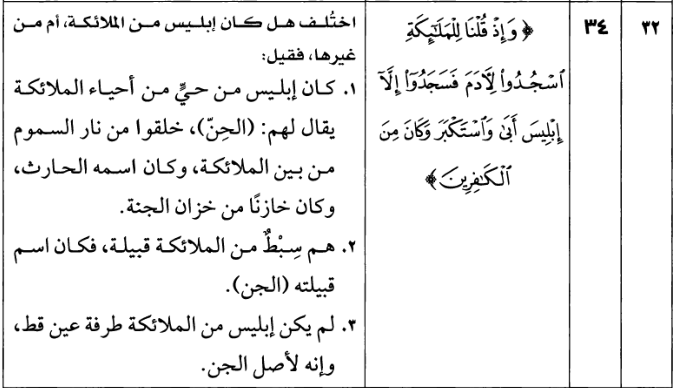 ٣٢
٣٤
﴿ وَإِذْ قُلْنَا لِلْمَلَٰٓئِكَةِ
ٱسْجُدُوا۟ لِـَٔادَمَ فَسَجَدُوٓا۟ إِلَّآ
إِبْلِيسَ أَبَىٰ وَٱسْتَكْبَرَ وَكَانَ مِنَ
ٱلْكَٰفِرِينَ ﴾
اختُلف هل كان إبليس من الملائكة، أم من
غيرها، فقيل:
١. كان إبليس من حيٍّ من أحياء الملائكة
يقال لهم: (الحِنّ)، خلقوا من نار السموم
من بين الملائكة، وكان اسمه الحارث،
وكان خازنًا من خزان الجنة.
٢. هم سِبْطٌ من الملائكة قبيلة، فكان اسم
قبيلته (الجن).
٣. لم يكن إبليس من الملائكة طرفة عين قط،
وإنه لأصل الجن.